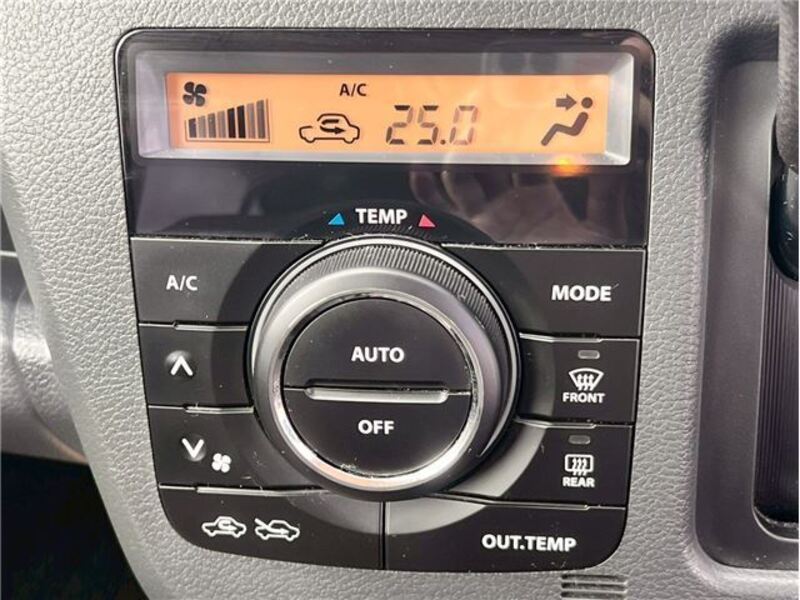 A/C
25.0
TEMP
A/C
MODE
AUTO
FRONT
OFF
REAR
OUT.TEMP